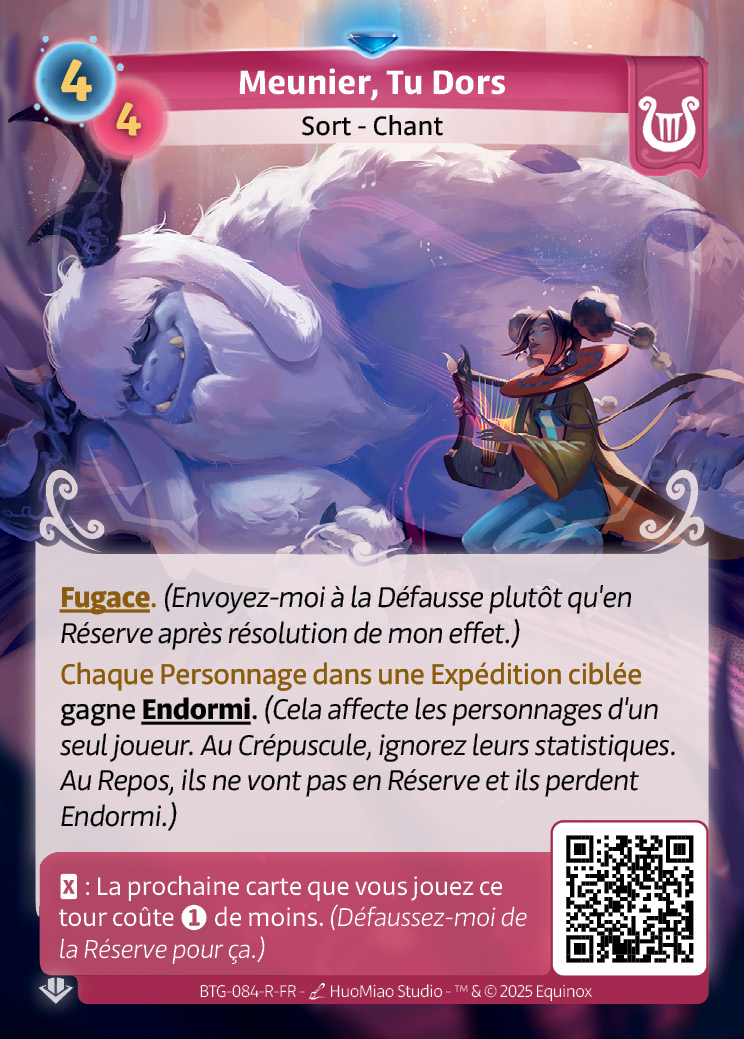 4
Meunier, Tu Dors
4
Sort - Chant
Fugace. (Envoyez-moi à la Défausse plutôt qu'en
Réserve après résolution de mon effet.)
Chaque Personnage dans une Expédition ciblée
gagne Endormi. (Cela affecte les personnages d'un
seul joueur. Au Crépuscule, ignorez leurs statistiques.
Au Repos, ils ne vont pas en Réserve et ils perdent
Endormi.)
X : La prochaine carte que vous jouez ce
tour coûte 1 de moins. (Défaussez-moi de
la Réserve pour ça.)
BTG-084-R-FR - HuoMiao Studio - ™ & © 2025 Equinox